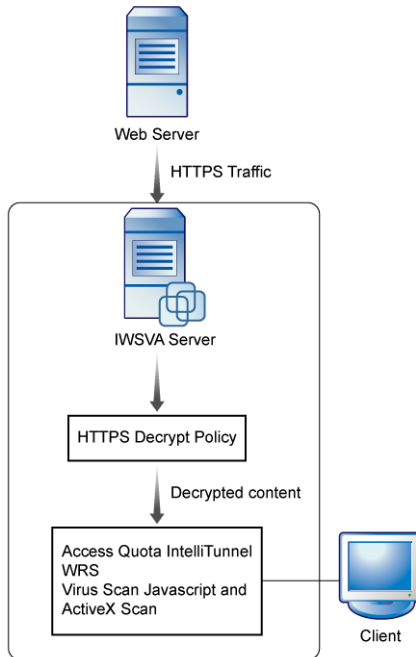 Web Server
HTTPS Traffic
IWSVA Server
HTTPS Decrypt Policy
Decrypted content
Access Quota IntelliTunnel
WRS
Virus Scan Javascript and
ActiveX Scan
Client